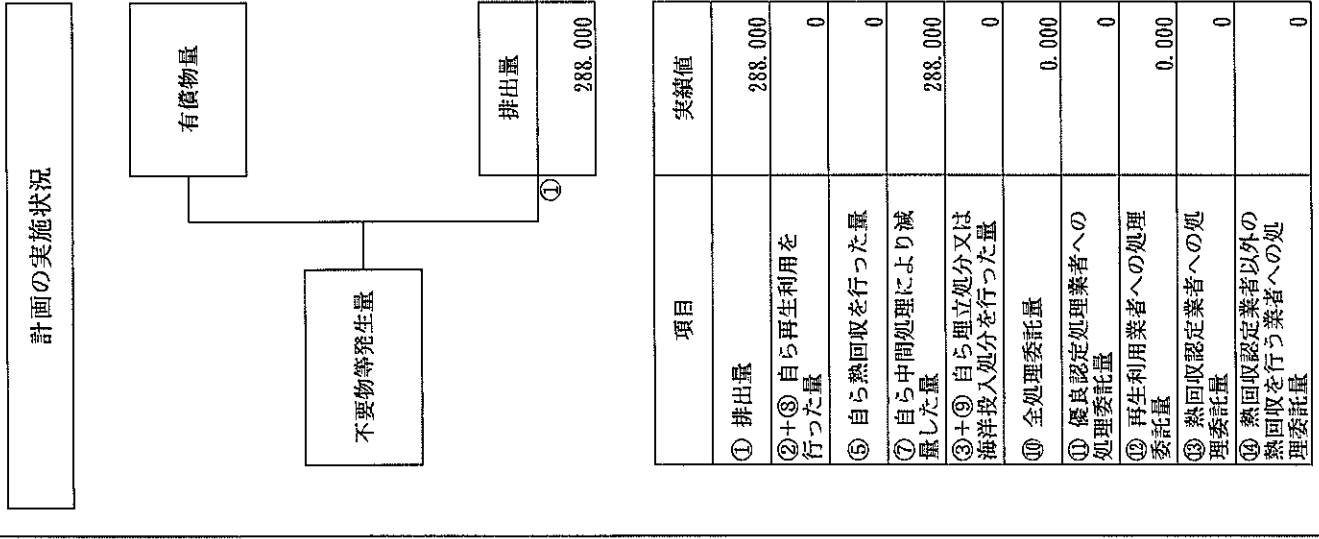 計画の実施状況
有償物量
不要物等発生量
排出量
①
288.000
項目
実績値
① 排出量
288.000
②+⑧ 自ら再生利用を
行った量
0
⑤ 自ら熱回収を行った量
0
⑦ 自ら中間処理により減
量した量
288.000
③+⑨ 自ら埋立処分又は
海洋投入処分を行った量
0
⑩ 全処理委託量
0.000
⑪ 優良認定処理業者への
処理委託量
0
⑫ 再生利用業者への処理
委託量
0.000
⑬ 熱回収認定業者への処
理委託量
0
⑭ 熱回収認定業者以外の
熱回収を行う業者への処
理委託量
0